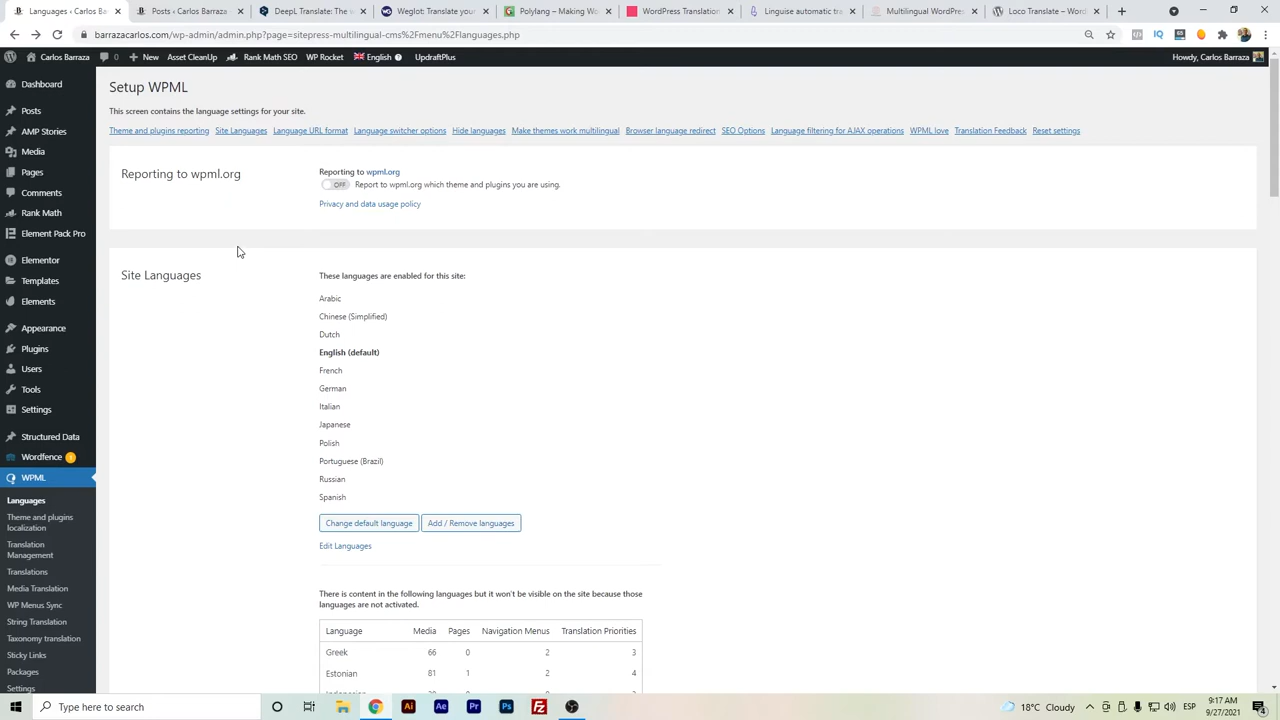 Carlos Barraza
Posts ‹ Carlos Barra
Languages ‹ Carlos
Deepl Translate:
Weglot Translate –
Polylang – Making
WordPress Translation
Linguise automatic
Multilingual WordPres
Loco Translate – Word
barrazacarlos.com/wp-admin/admin.php?page=sitepress-multilingual-cms%2Fmenu%2Flanguages.php
Carlos Barraza
0
New
Asset CleanUp
Rank Math SEO
WP Rocket
English
UpdraftPlus
Howdy, Carlos Barraza
Dashboard
Posts
AMP Stories
Media
Pages
Comments
Rank Math
Element Pack Pro
Elementor
Templates
Elements
Appearance
Plugins
Users
Tools
Settings
Structured Data
Wordfence
WPML
Languages
Theme and plugins
localization
Translation
Management
Translations
Media Translation
WP Menus Sync
String Translation
Taxonomy translation
Sticky Links
Packages
Settings
Setup WPML
This screen contains the language settings for your site.
Theme and plugins reporting Site Languages Language URL format Language switcher options Hide languages Make themes work multilingual Browser language redirect SEO Options Language filtering for AJAX operations WPML love Translation Feedback Reset settings
Reporting to wpml.org
Reporting to wpml.org
OFF Report to wpml.org which theme and plugins you are using.
Privacy and data usage policy
Site Languages
These languages are enabled for this site:
Arabic
Chinese (Simplified)
Dutch
English (default)
French
German
Italian
Japanese
Polish
Portuguese (Brazil)
Russian
Spanish
Change default language Add / Remove languages
Edit Languages
There is content in the following languages but it won't be visible on the site because those
languages are not activated.
Language Media Pages Navigation Menus Translation Priorities
Greek 66 0 2 3
Estonian 81 1 2 4
Type here to search
18°C Cloudy
ESP
9:17 AM
9/27/2021
4